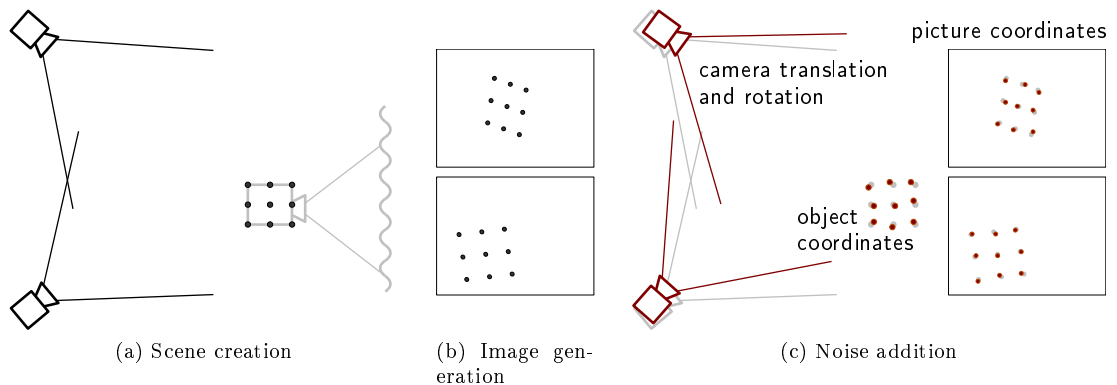 picture coordinates
camera translation
and rotation
object
coordinates
(a) Scene creation
(b) Image gen-
eration
(c) Noise addition